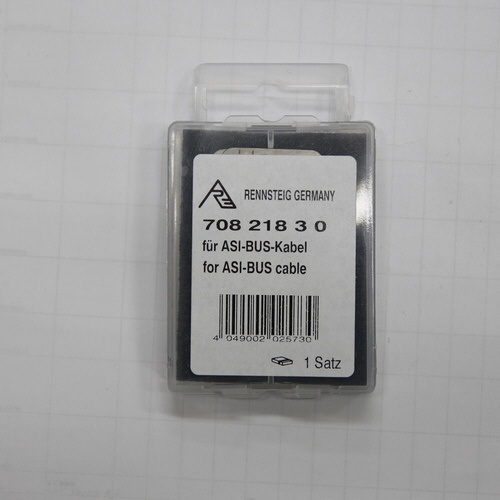 RENNSTEIG GERMANY
708 218 3 0
für ASI-BUS-Kabel
for ASI-BUS cable
4 049002 025730
1 Satz